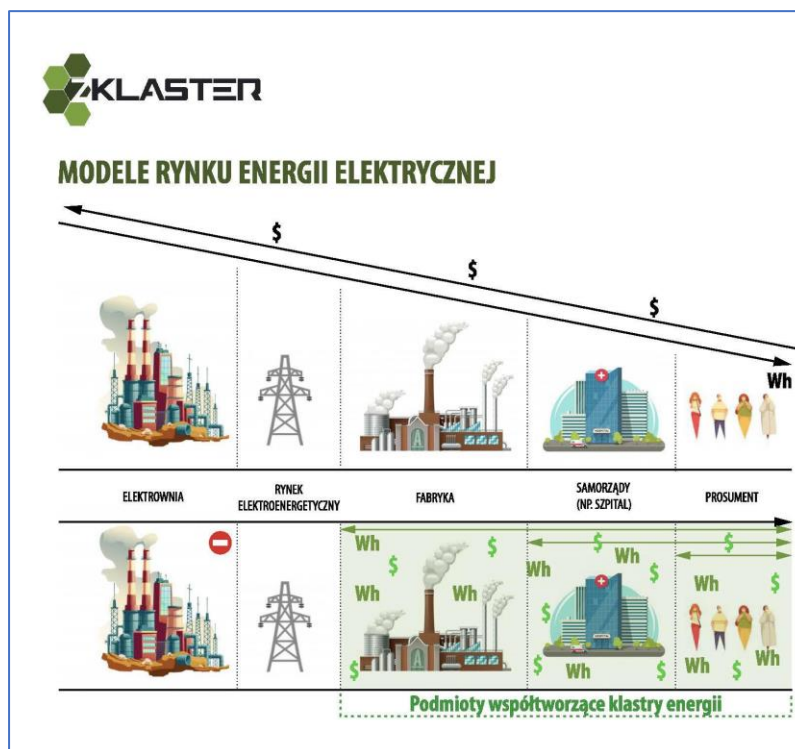 ZKLASTER
MODELE RYNKU ENERGII ELEKTRYCZNEJ
$
$
$
Wh
ELEKTROWNIA
RYNEK
ELEKTROENERGETYCZNY
FABRYKA
SAMORZĄDY
(NP. SZPITAL)
PROSUMENT
Wh $ $ Wh $
$ Wh $ Wh $
Wh Wh $ Wh
$ $ Wh $ Wh $ Wh
Podmioty współtworzące klastry energii